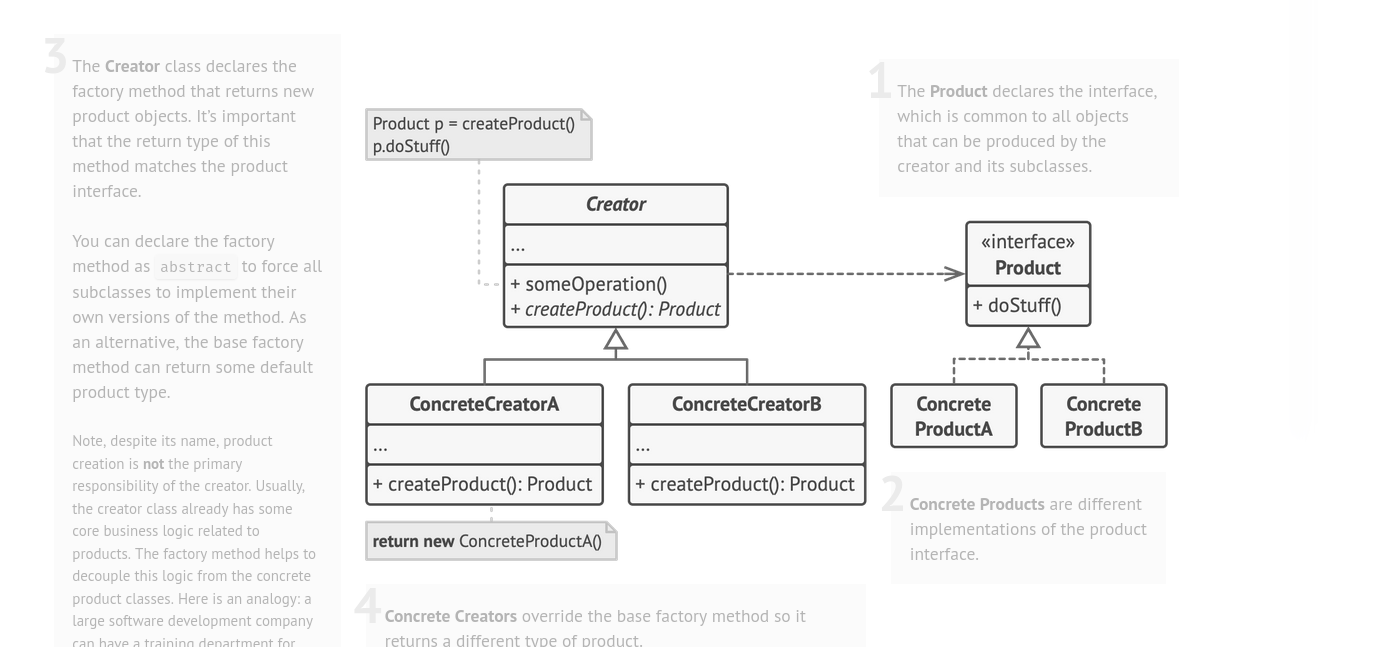 3
The Creator class declares the
factory method that returns new
product objects. It's important
that the return type of this
method matches the product
interface.
You can declare the factory
method as abstract to force all
subclasses to implement their
own versions of the method. As
an alternative, the base factory
method can return some default
product type.
Note, despite its name, product
creation is not the primary
responsibility of the creator. Usually,
the creator class already has some
core business logic related to
products. The factory method helps to
decouple this logic from the concrete
product classes. Here is an analogy: a
large software development company
can have a training department for
Product p = createProduct()
p.doStuff()
Creator
...
+ someOperation()
+ createProduct(): Product
ConcreteCreatorA
...
+ createProduct(): Product
ConcreteCreatorB
...
+ createProduct(): Product
return new ConcreteProductA()
4
Concrete Creators override the base factory method so it
returns a different type of product.
1
The Product declares the interface,
which is common to all objects
that can be produced by the
creator and its subclasses.
«interface»
Product
+ doStuff()
Concrete
ProductA
Concrete
ProductB
2
Concrete Products are different
implementations of the product
interface.